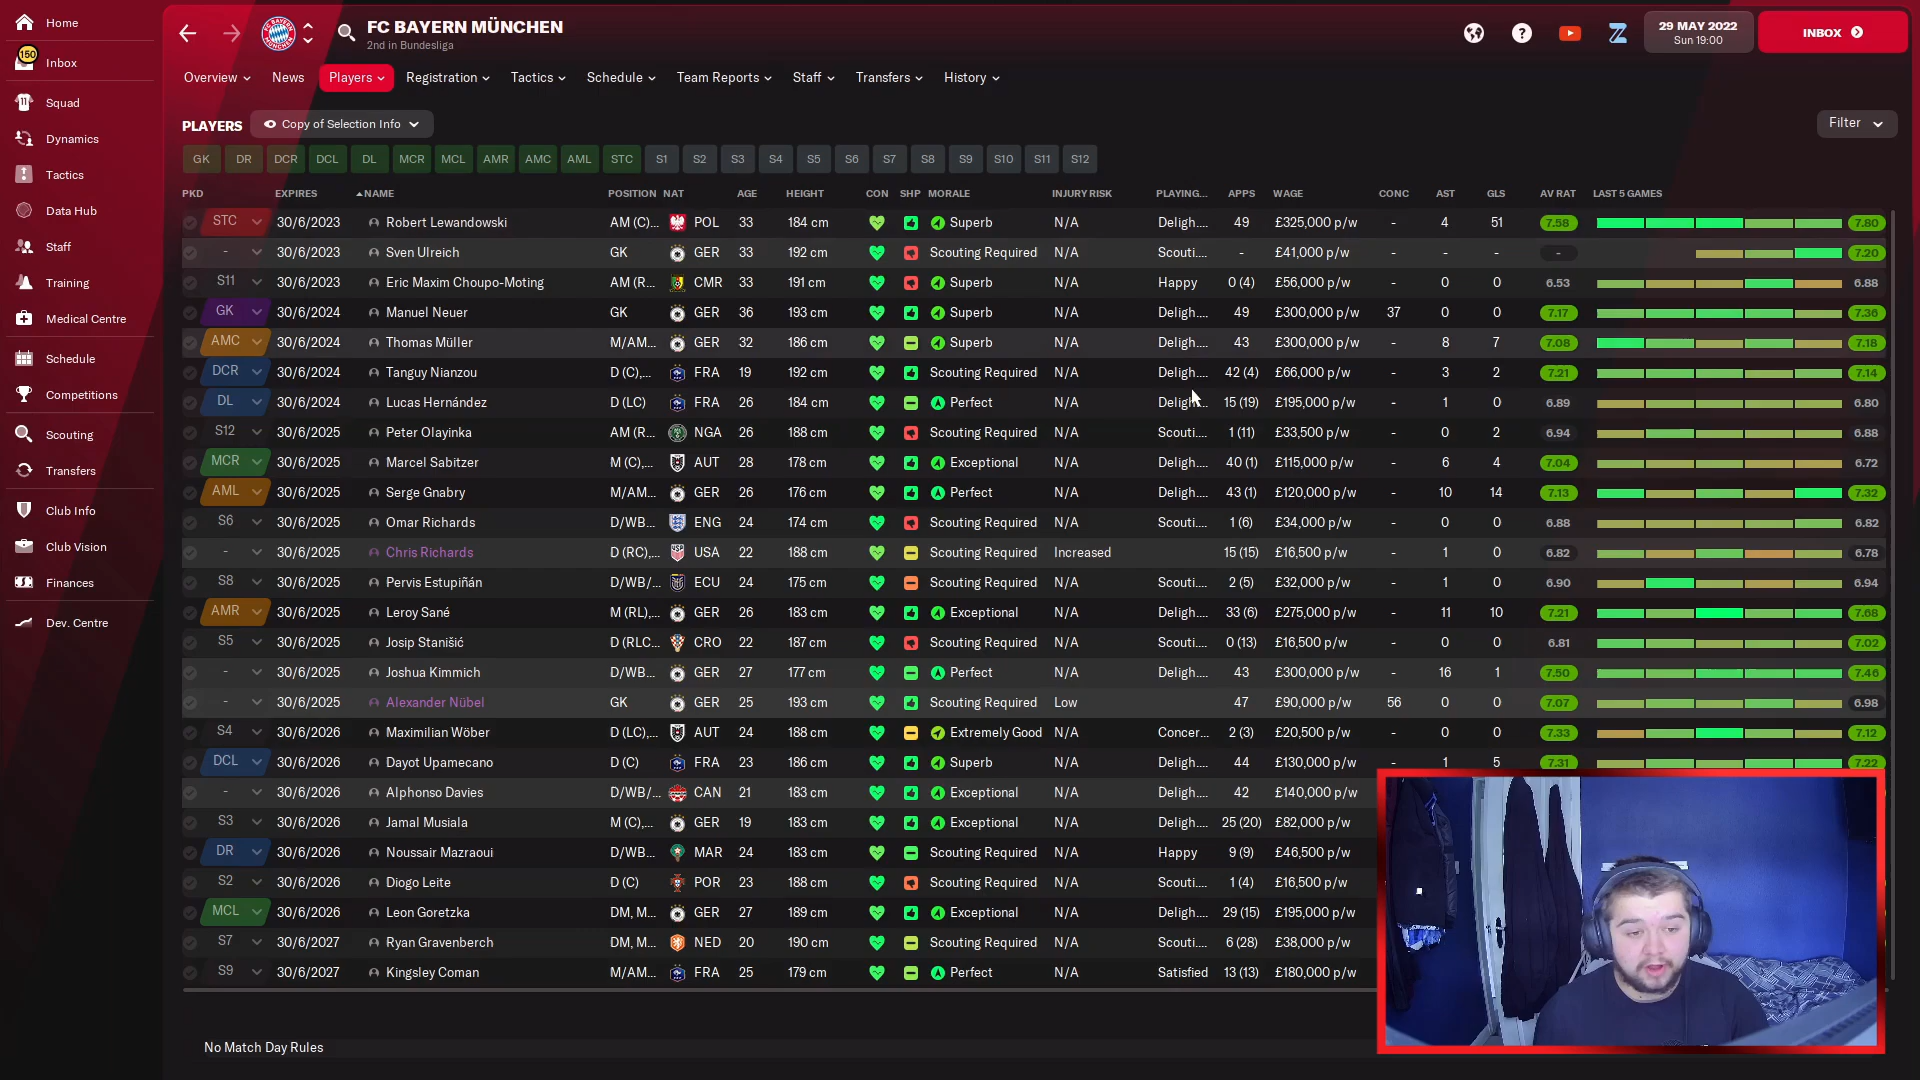 Home
150
Inbox
Squad
Dynamics
Tactics
Data Hub
Staff
Training
Medical Centre
Schedule
Competitions
Scouting
Transfers
Club Info
Club Vision
Finances
Dev. Centre
FC BAYERN MÜNCHEN
2nd in Bundesliga
29 MAY 2022
Sun 19:00
INBOX
Overview News Players Registration Tactics Schedule Team Reports Staff Transfers History
PLAYERS Copy of Selection Info Filter
GK DR DCR DCL DL MCR MCL AMR AMC AML STC S1 S2 S3 S4 S5 S6 S7 S8 S9 S10 S11 S12
PKD EXPIRES NAME POSITION NAT AGE HEIGHT CON SHP MORALE INJURY RISK PLAYING... APPS WAGE CONC AST GLS AV RAT LAST 5 GAMES
STC 30/6/2023 Robert Lewandowski AM (C)... POL 33 184 cm Superb N/A Deligh... 49 £325,000 p/w - 4 51 7.58 7.80
- 30/6/2023 Sven Ulreich GK GER 33 192 cm Scouting Required N/A Scouti... - £41,000 p/w - - - - 7.20
S11 30/6/2023 Eric Maxim Choupo-Moting AM (R... CMR 33 191 cm Superb N/A Happy 0 (4) £56,000 p/w - 0 0 6.53 6.88
GK 30/6/2024 Manuel Neuer GK GER 36 193 cm Superb N/A Deligh... 49 £300,000 p/w 37 0 0 7.17 7.36
AMC 30/6/2024 Thomas Müller M/AM... GER 32 186 cm Superb N/A Deligh... 43 £300,000 p/w - 8 7 7.08 7.18
DCR 30/6/2024 Tanguy Nianzou D (C),... FRA 19 192 cm Scouting Required N/A Deligh... 42 (4) £66,000 p/w - 3 2 7.21 7.14
DL 30/6/2024 Lucas Hernández D (LC) FRA 26 184 cm Perfect N/A Deligh... 15 (19) £195,000 p/w - 1 0 6.89 6.80
S12 30/6/2025 Peter Olayinka AM (R... NGA 26 188 cm Scouting Required N/A Scouti... 1 (11) £33,500 p/w - 0 2 6.94 6.88
MCR 30/6/2025 Marcel Sabitzer M (C),... AUT 28 178 cm Exceptional N/A Deligh... 40 (1) £115,000 p/w - 6 4 7.04 6.72
AML 30/6/2025 Serge Gnabry M/AM... GER 26 176 cm Perfect N/A Deligh... 43 (1) £120,000 p/w - 10 14 7.13 7.32
S6 30/6/2025 Omar Richards D/WB... ENG 24 174 cm Scouting Required N/A Scouti... 1 (6) £34,000 p/w - 0 0 6.88 6.82
- 30/6/2025 Chris Richards D (RC),... USA 22 188 cm Scouting Required Increased 15 (15) £16,500 p/w - 1 0 6.82 6.78
S8 30/6/2025 Pervis Estupiñán D/WB/... ECU 24 175 cm Scouting Required N/A Scouti... 2 (5) £32,000 p/w - 1 0 6.90 6.94
AMR 30/6/2025 Leroy Sané M (RL),... GER 26 183 cm Exceptional N/A Deligh... 33 (6) £275,000 p/w - 11 10 7.21 7.68
S5 30/6/2025 Josip Stanišić D (RLC... CRO 22 187 cm Scouting Required N/A Scouti... 0 (13) £16,500 p/w - 0 0 6.81 7.02
- 30/6/2025 Joshua Kimmich D/WB... GER 27 177 cm Perfect N/A Deligh... 43 £300,000 p/w - 16 1 7.50 7.46
- 30/6/2025 Alexander Nübel GK GER 25 193 cm Scouting Required Low 47 £90,000 p/w 56 0 0 7.07 6.98
S4 30/6/2026 Maximilian Wöber D (LC),... AUT 24 188 cm Extremely Good N/A Concer... 2 (3) £20,500 p/w - 0 0 7.33 7.12
DCL 30/6/2026 Dayot Upamecano D (C) FRA 23 186 cm Superb N/A Deligh... 44 £130,000 p/w - 1 5 7.31 7.22
- 30/6/2026 Alphonso Davies D/WB/... CAN 21 183 cm Exceptional N/A Deligh... 42 £140,000 p/w
S3 30/6/2026 Jamal Musiala M (C),... GER 19 183 cm Exceptional N/A Deligh... 25 (20) £82,000 p/w
DR 30/6/2026 Noussair Mazraoui D/WB... MAR 24 183 cm Scouting Required N/A Happy 9 (9) £46,500 p/w
S2 30/6/2026 Diogo Leite D (C) POR 23 188 cm Scouting Required N/A Scouti... 1 (4) £16,500 p/w
MCL 30/6/2026 Leon Goretzka DM, M... GER 27 189 cm Exceptional N/A Deligh... 29 (15) £195,000 p/w
S7 30/6/2027 Ryan Gravenberch DM, M... NED 20 190 cm Scouting Required N/A Scouti... 6 (28) £38,000 p/w
S9 30/6/2027 Kingsley Coman M/AM... FRA 25 179 cm Perfect N/A Satisfied 13 (13) £180,000 p/w
No Match Day Rules